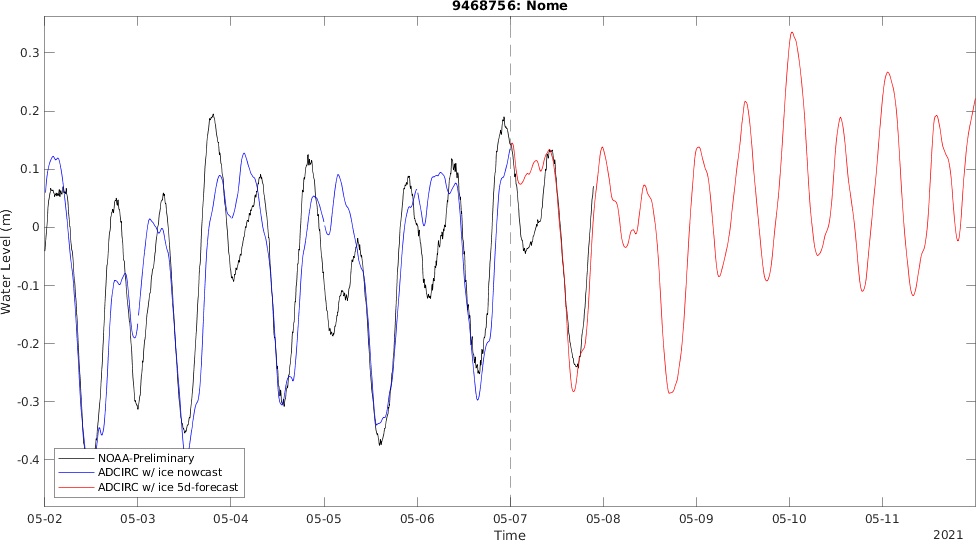 9468756: Nome
0.3
0.2
0.1
0
-0.1
-0.2
-0.3
-0.4
Water Level (m)
NOAA-Preliminary
ADCIRC w/ ice nowcast
ADCIRC w/ ice 5d-forecast
05-02 05-03 05-04 05-05 05-06 05-07 05-08 05-09 05-10 05-11
Time
2021